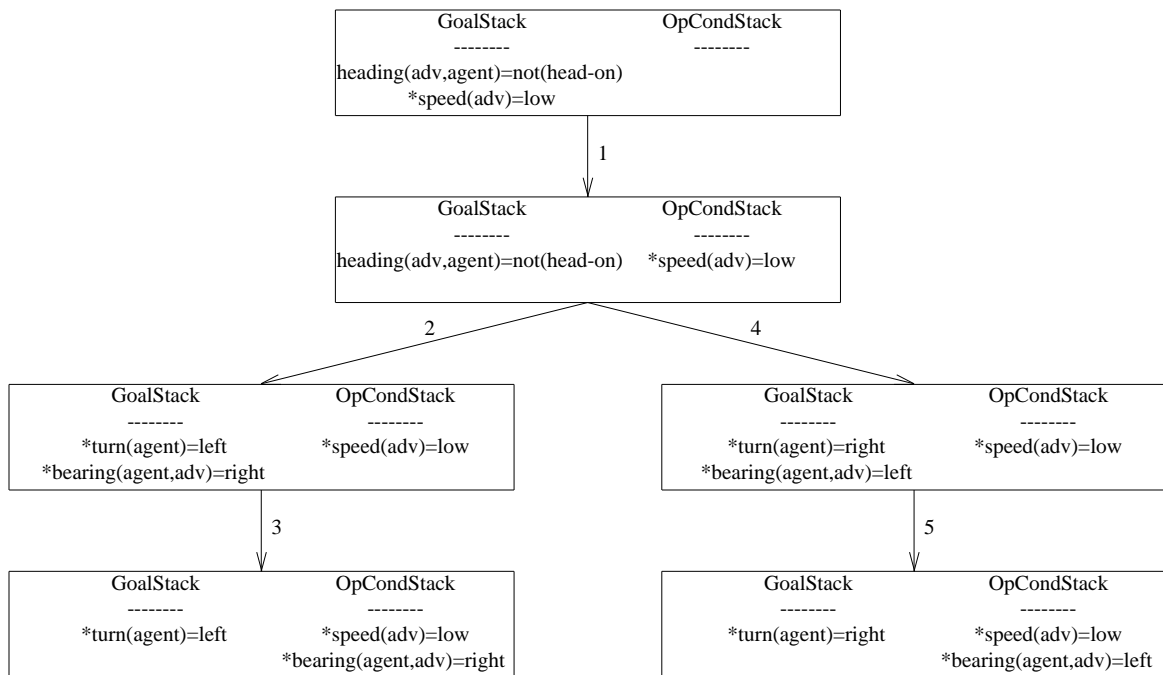 GoalStack OpCondStack
-------- --------
heading(adv,agent)=not(head-on)
*speed(adv)=low
1
GoalStack OpCondStack
-------- --------
heading(adv,agent)=not(head-on) *speed(adv)=low
2 4
GoalStack OpCondStack
-------- --------
*turn(agent)=left *speed(adv)=low
*bearing(agent,adv)=right
GoalStack OpCondStack
-------- --------
*turn(agent)=right *speed(adv)=low
*bearing(agent,adv)=left
3 5
GoalStack OpCondStack
-------- --------
*turn(agent)=left *speed(adv)=low
*bearing(agent,adv)=right
GoalStack OpCondStack
-------- --------
*turn(agent)=right *speed(adv)=low
*bearing(agent,adv)=left